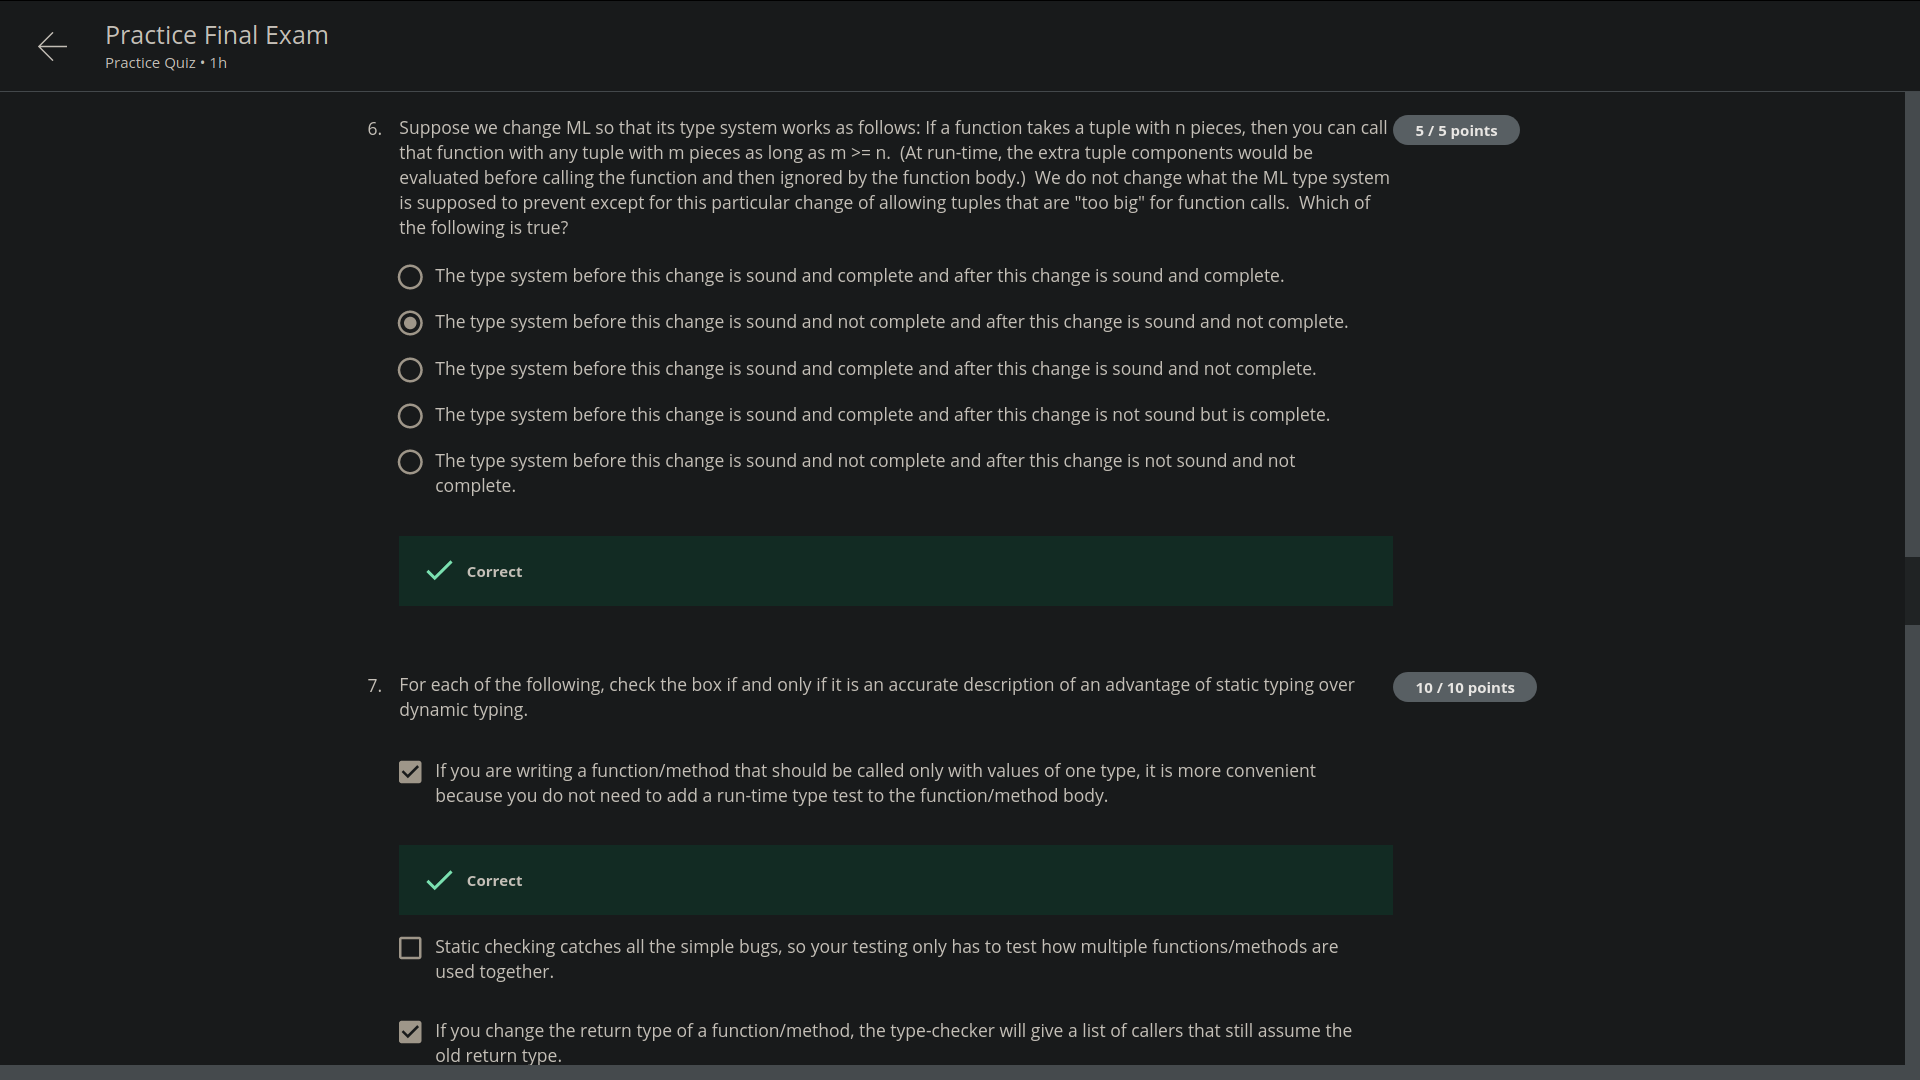 Practice Final Exam
Practice Quiz • 1h
6. Suppose we change ML so that its type system works as follows: If a function takes a tuple with n pieces, then you can call
5 / 5 points
that function with any tuple with m pieces as long as m >= n.  (At run-time, the extra tuple components would be
evaluated before calling the function and then ignored by the function body.)  We do not change what the ML type system
is supposed to prevent except for this particular change of allowing tuples that are "too big" for function calls.  Which of
the following is true?
The type system before this change is sound and complete and after this change is sound and complete.
The type system before this change is sound and not complete and after this change is sound and not complete.
The type system before this change is sound and complete and after this change is sound and not complete.
The type system before this change is sound and complete and after this change is not sound but is complete.
The type system before this change is sound and not complete and after this change is not sound and not
complete.
Correct
7. For each of the following, check the box if and only if it is an accurate description of an advantage of static typing over
10 / 10 points
dynamic typing.
If you are writing a function/method that should be called only with values of one type, it is more convenient
because you do not need to add a run-time type test to the function/method body.
Correct
Static checking catches all the simple bugs, so your testing only has to test how multiple functions/methods are
used together.
If you change the return type of a function/method, the type-checker will give a list of callers that still assume the
old return type.